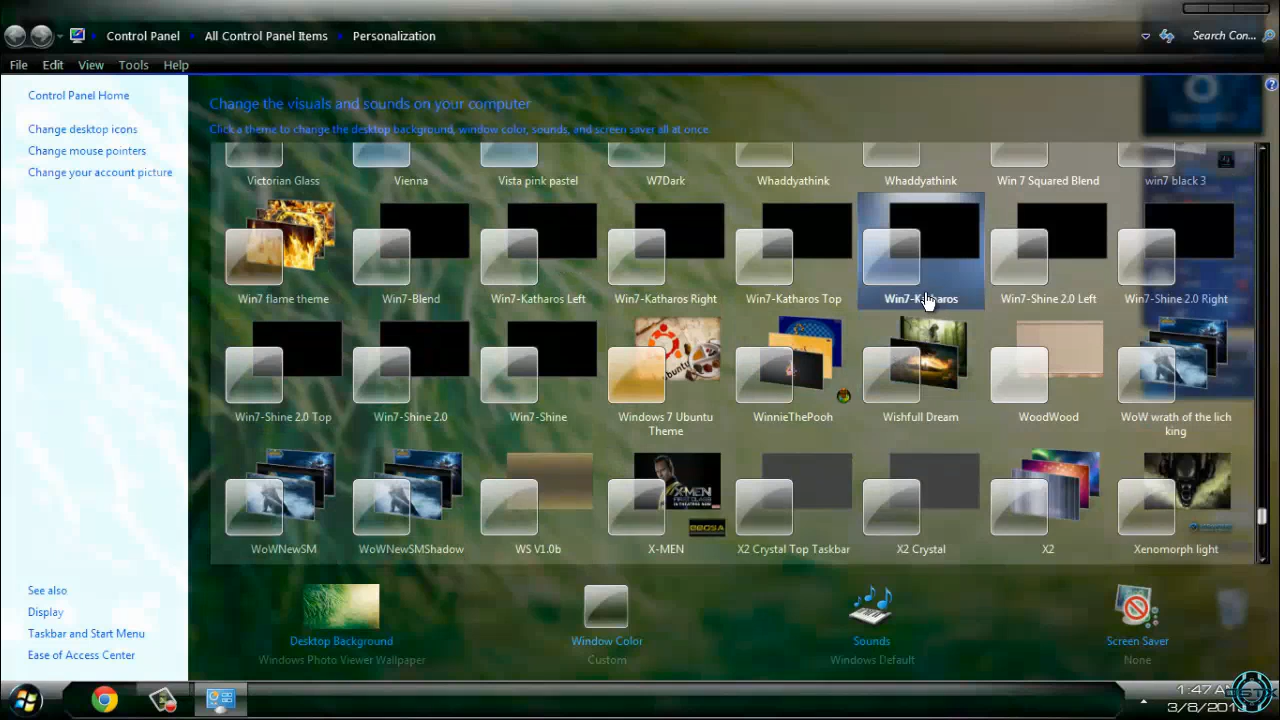 Control Panel All Control Panel Items Personalization Search Con...
File Edit View Tools Help
Control Panel Home
Change desktop icons
Change mouse pointers
Change your account picture
Change the visuals and sounds on your computer
Click a theme to change the desktop background, window color, sounds, and screen saver all at once
Victorian Glass Vienna Vista pink pastel W7Dark Whaddyathink Whaddyathink Win 7 Squared Blend win7 black 3
Win7 flame theme Win7-Blend Win7-Katharos Left Win7-Katharos Right Win7-Katharos Top Win7-Katharos Win7-Shine 2.0 Left Win7-Shine 2.0 Right
ubuntu
Win7-Shine 2.0 Top Win7-Shine 2.0 Win7-Shine Windows 7 Ubuntu WinnieThePooh Wishfull Dream WoodWood WoW wrath of the lich
Theme king
X-MEN
WoWNewSM WoWNewSMShadow WS V1.0b X-MEN X2 Crystal Top Taskbar X2 Crystal X2 Xenomorph light
See also
Display
Taskbar and Start Menu
Ease of Access Center
Desktop Background Window Color Sounds Screen Saver
Windows Photo Viewer Wallpaper Custom Windows Default None
1:47